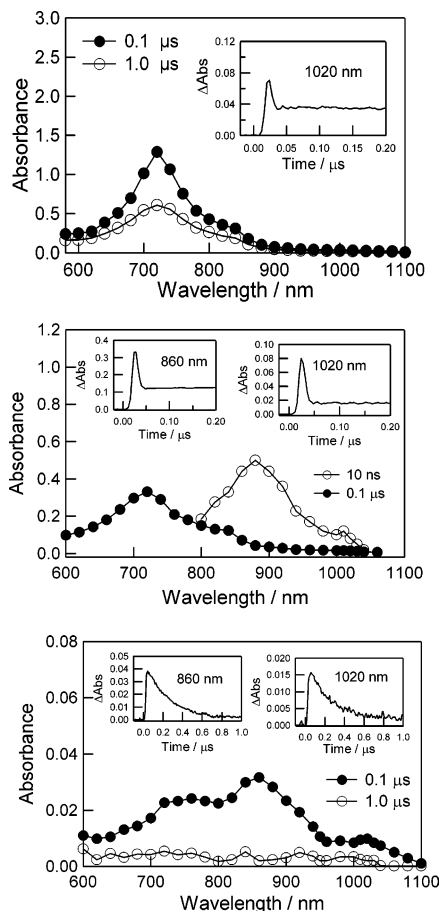 3.0
2.5
2.0
1.5
1.0
0.5
0.0
Absorbance
0.1 µs
1.0 µs
0.12
0.08
0.04
0
ΔAbs
1020 nm
0.00 0.05 0.10 0.15 0.20
Time / µs
600 700 800 900 1000 1100
Wavelength / nm
1.2
1.0
0.8
0.6
0.4
0.2
0.0
Absorbance
0.4
0.3
0.2
0.1
0.0
ΔAbs
860 nm
0.00 0.10 0.20
Time / µs
0.10
0.08
0.06
0.04
0.02
0.00
ΔAbs
1020 nm
0.00 0.10 0.20
Time / µs
10 ns
0.1 µs
600 700 800 900 1000 1100
Wavelength / nm
0.08
0.06
0.04
0.02
0.00
Absorbance
0.05
0.04
0.03
0.02
0.01
0.00
ΔAbs
860 nm
0.0 0.2 0.4 0.6 0.8 1.0
Time / µs
0.020
0.015
0.010
0.005
0.000
ΔAbs
1020 nm
0.0 0.2 0.4 0.6 0.8 1
Time / µs
0.1 µs
1.0 µs
600 700 800 900 1000 1100
Wavelength / nm